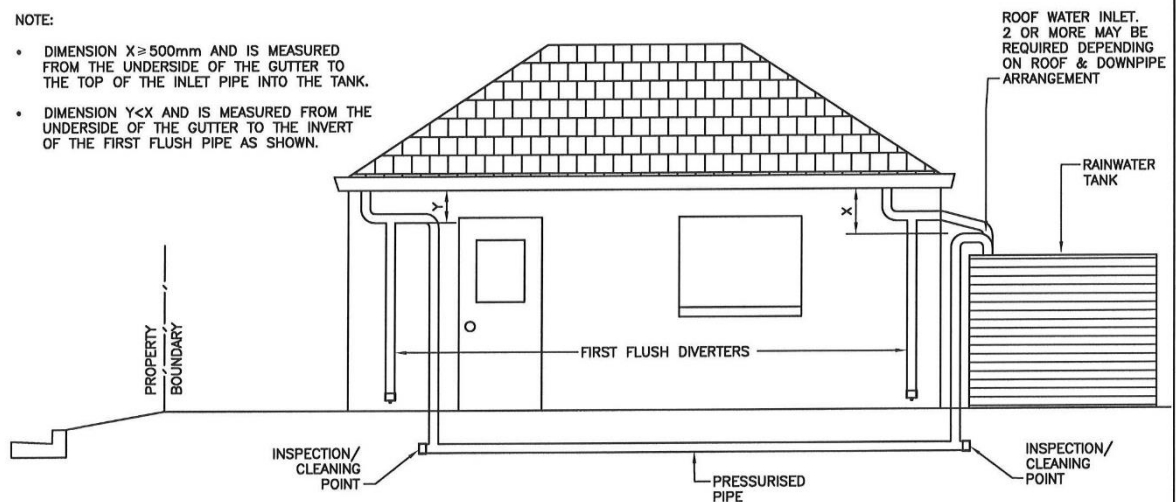 NOTE:
• DIMENSION X≥500mm AND IS MEASURED
FROM THE UNDERSIDE OF THE GUTTER TO
THE TOP OF THE INLET PIPE INTO THE TANK.
• DIMENSION Y<X AND IS MEASURED FROM THE
UNDERSIDE OF THE GUTTER TO THE INVERT
OF THE FIRST FLUSH PIPE AS SHOWN.
ROOF WATER INLET.
2 OR MORE MAY BE
REQUIRED DEPENDING
ON ROOF & DOWNPIPE
ARRANGEMENT
RAINWATER
TANK
Y
X
PROPERTY
BOUNDARY
FIRST FLUSH DIVERTERS
INSPECTION/
CLEANING
POINT
PRESSURISED
PIPE
INSPECTION/
CLEANING
POINT